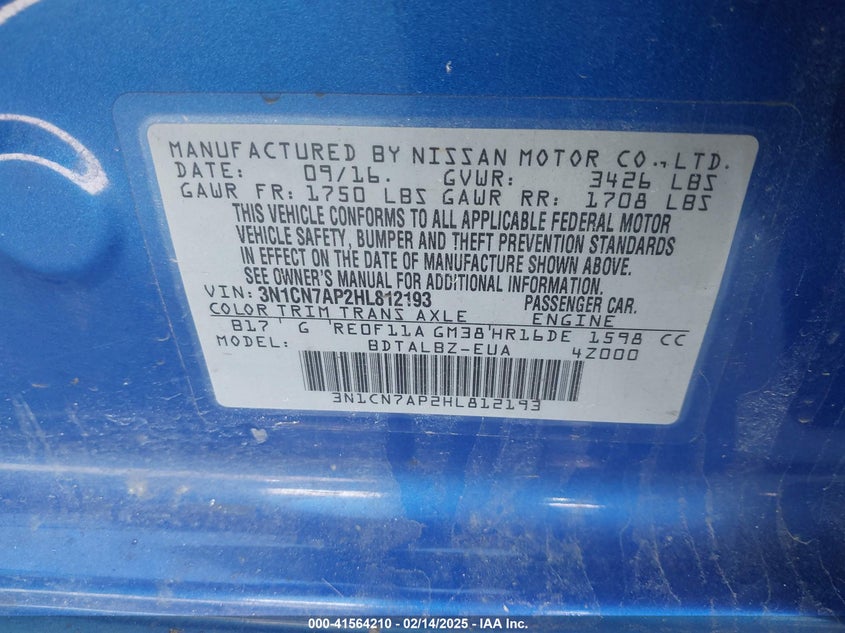 MANUFACTURED BY NISSAN MOTOR CO., LTD.
DATE: 09/16. GVWR: 3426 LBS
GAWR FR: 1750 LBS GAWR RR: 1708 LBS
THIS VEHICLE CONFORMS TO ALL APPLICABLE FEDERAL MOTOR
VEHICLE SAFETY, BUMPER AND THEFT PREVENTION STANDARDS
IN EFFECT ON THE DATE OF MANUFACTURE SHOWN ABOVE.
SEE OWNER'S MANUAL FOR ADDITIONAL INFORMATION.
VIN: 3N1CN7AP2HL812193 PASSENGER CAR.
COLOR TRIM TRANS AXLE ENGINE
B17 G RE0F11A GM38 HR16DE 1598 CC
MODEL: BDTALBZ-EUA 4Z000
3N1CN7AP2HL812193
000-41564210 - 02/14/2025 - IAA Inc.